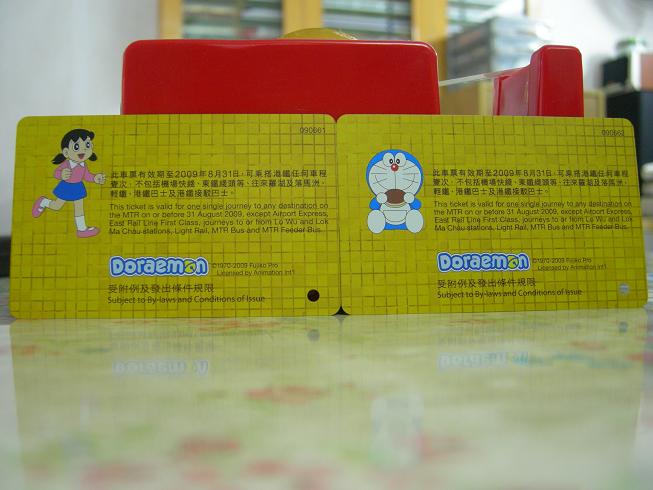 090661
此車票有效期至2009年8月31日，可乘搭港鐵任何車程
壹次，不包括機場快綫、東鐵綫頭等、往來羅湖及落馬洲、
輕鐵、港鐵巴士及港鐵接駁巴士。
This ticket is valid for one single journey to any destination on
the MTR on or before 31 August 2009, except Airport Express,
East Rail Line First Class, journeys to or from Lo Wu and Lok
Ma Chau stations, Light Rail, MTR Bus and MTR Feeder Bus.
Doraemon
©1970-2009 Fujiko Pro
Licensed by Animation Int'l
受附例及發出條件規限
Subject to By-laws and Conditions of Issue
090662
此車票有效期至2009年8月31日，可乘搭港鐵任何車程
壹次，不包括機場快綫、東鐵綫頭等、往來羅湖及落馬洲、
輕鐵、港鐵巴士及港鐵接駁巴士。
This ticket is valid for one single journey to any destination on
the MTR on or before 31 August 2009, except Airport Express,
East Rail Line First Class, journeys to or from Lo Wu and Lok
Ma Chau stations, Light Rail, MTR Bus and MTR Feeder Bus.
Doraemon
©1970-2009 Fujiko Pro
Licensed by Animation Int'l
受附例及發出條件規限
Subject to By-laws and Conditions of Issue